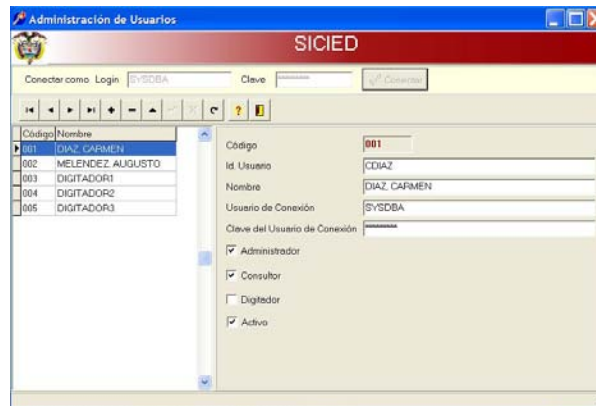 Administración de Usuarios
SICIED
Conectar como Login SYSDBA Clave ******** Conectar
Código Nombre
001 DIAZ, CARMEN
002 MELENDEZ, AUGUSTO
003 DIGITADOR1
004 DIGITADOR2
005 DIGITADOR3
Código 001
Id. Usuario CDIAZ
Nombre DIAZ, CARMEN
Usuario de Conexión SYSDBA
Clave del Usuario de Conexión ********
Administrador
Consultor
Digitador
Activo